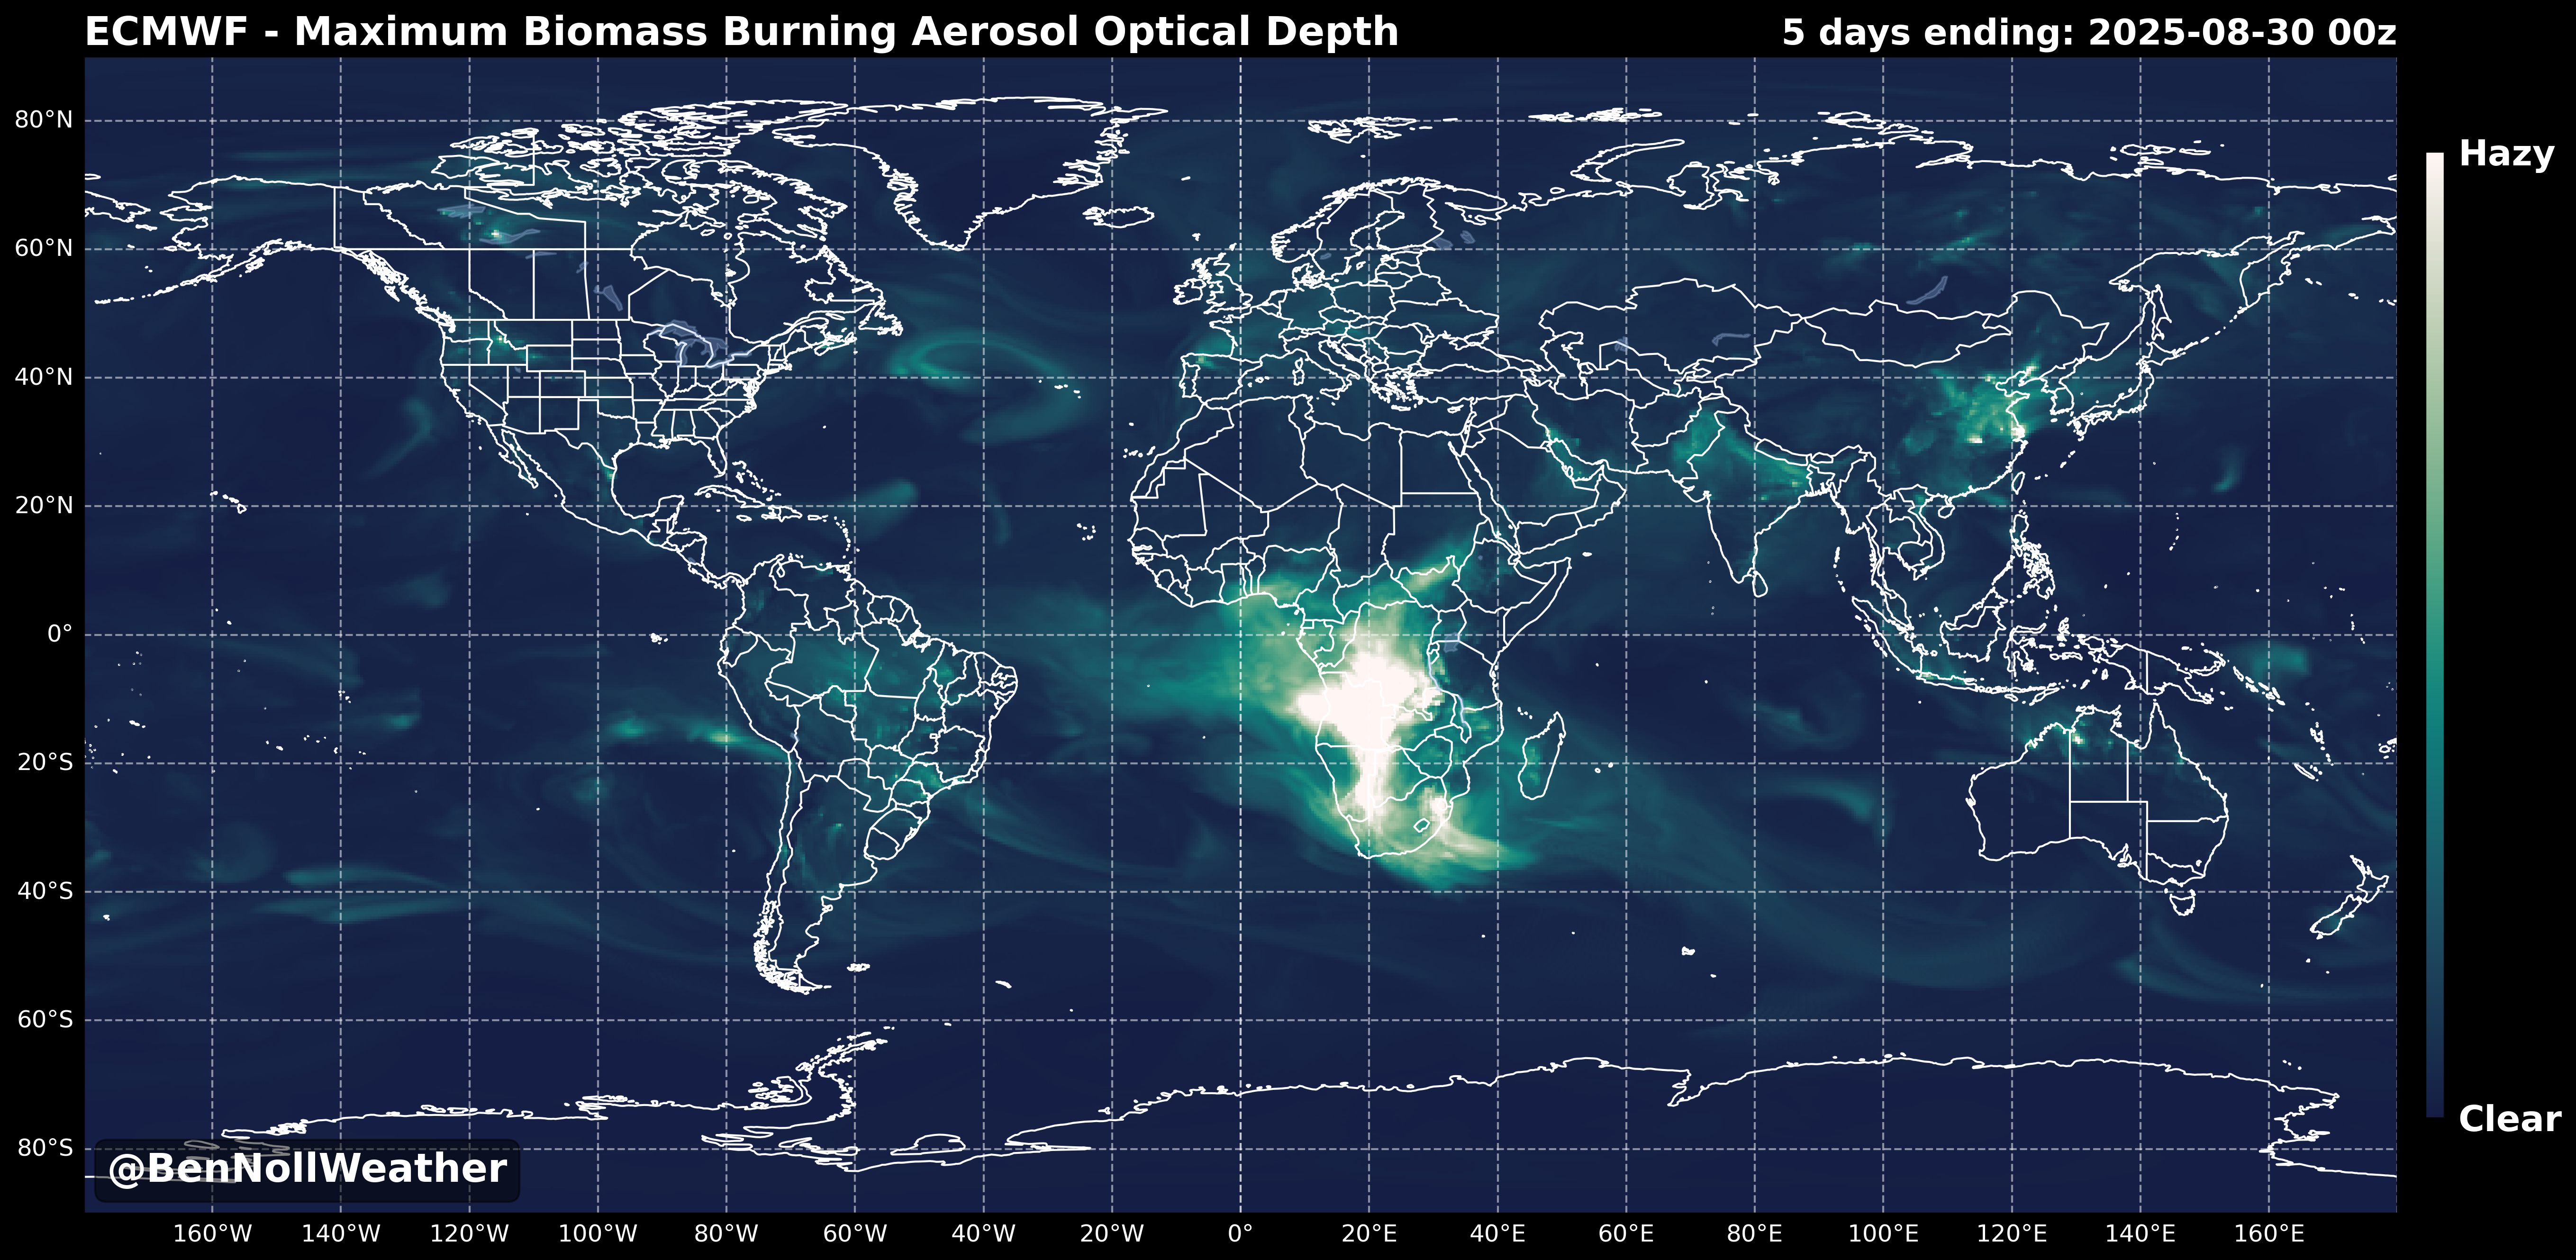 ECMWF - Maximum Biomass Burning Aerosol Optical Depth
5 days ending: 2025-08-30 00z
80°N
60°N
40°N
20°N
0°
20°S
40°S
60°S
80°S
Hazy
Clear
@BenNollWeather
160°W 140°W 120°W 100°W 80°W 60°W 40°W 20°W 0° 20°E 40°E 60°E 80°E 100°E 120°E 140°E 160°E